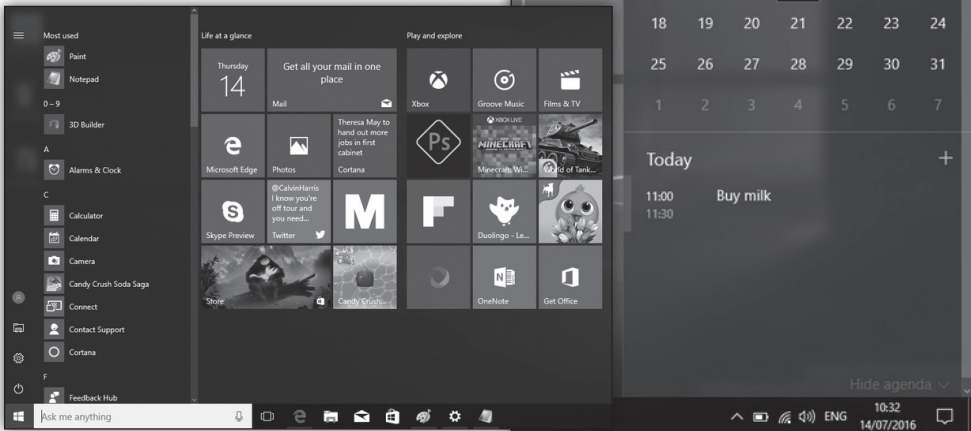 Most used
Paint
Notepad
0 – 9
3D Builder
A
Alarms & Clock
C
Calculator
Calendar
Camera
Candy Crush Soda Saga
Connect
Contact Support
Cortana
F
Feedback Hub
Ask me anything
Life at a glance
Thursday
14
Get all your mail in one
place
Mail
Microsoft Edge
Photos
Theresa May to
hand out more
jobs in first
cabinet
Cortana
Skype Preview
@CalvinHarris
I know you're
off tour and
you need...
Twitter
M
Store
Candy Crush...
Play and explore
Xbox
Groove Music
Films & TV
Ps
XBOX LIVE
MINECRAFT
Minecraft: Wi...
World of Tank...
Duolingo - Le...
OneNote
Get Office
18 19 20 21 22 23 24
25 26 27 28 29 30 31
1 2 3 4 5 6 7
Today +
11:00 Buy milk
11:30
Hide agenda
ENG
10:32
14/07/2016